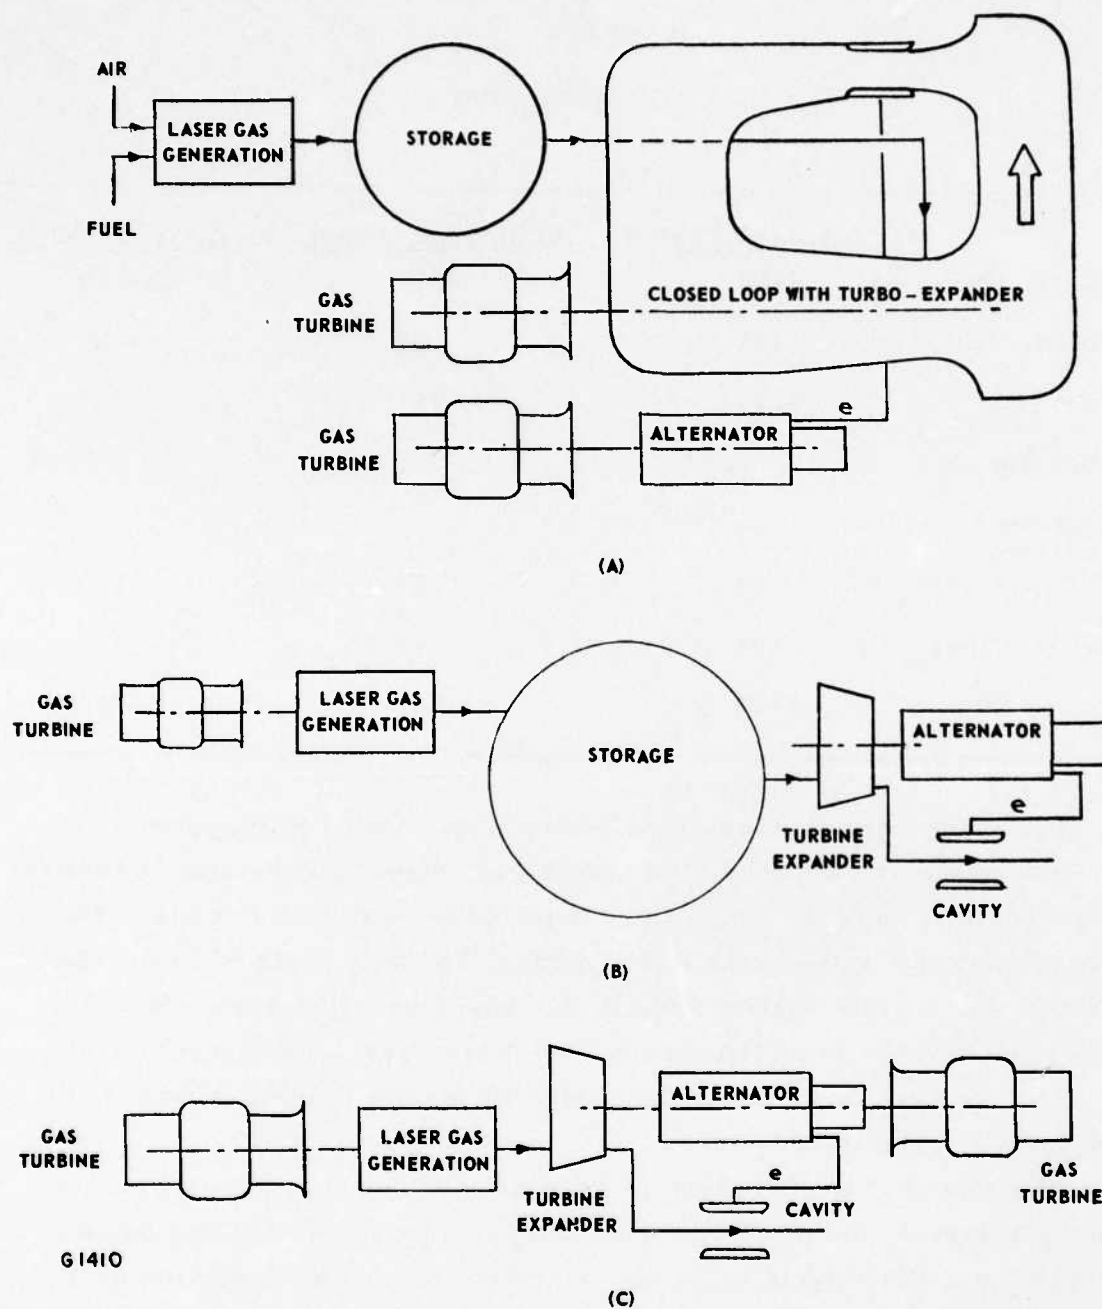 AIR
LASER GAS
GENERATION
FUEL
STORAGE
GAS
TURBINE
CLOSED LOOP WITH TURBO - EXPANDER
e
GAS
TURBINE
ALTERNATOR
(A)
GAS
TURBINE
LASER GAS
GENERATION
STORAGE
ALTERNATOR
e
TURBINE
EXPANDER
CAVITY
(B)
GAS
TURBINE
LASER GAS
GENERATION
ALTERNATOR
e
TURBINE
EXPANDER
CAVITY
GAS
TURBINE
G1410
(C)